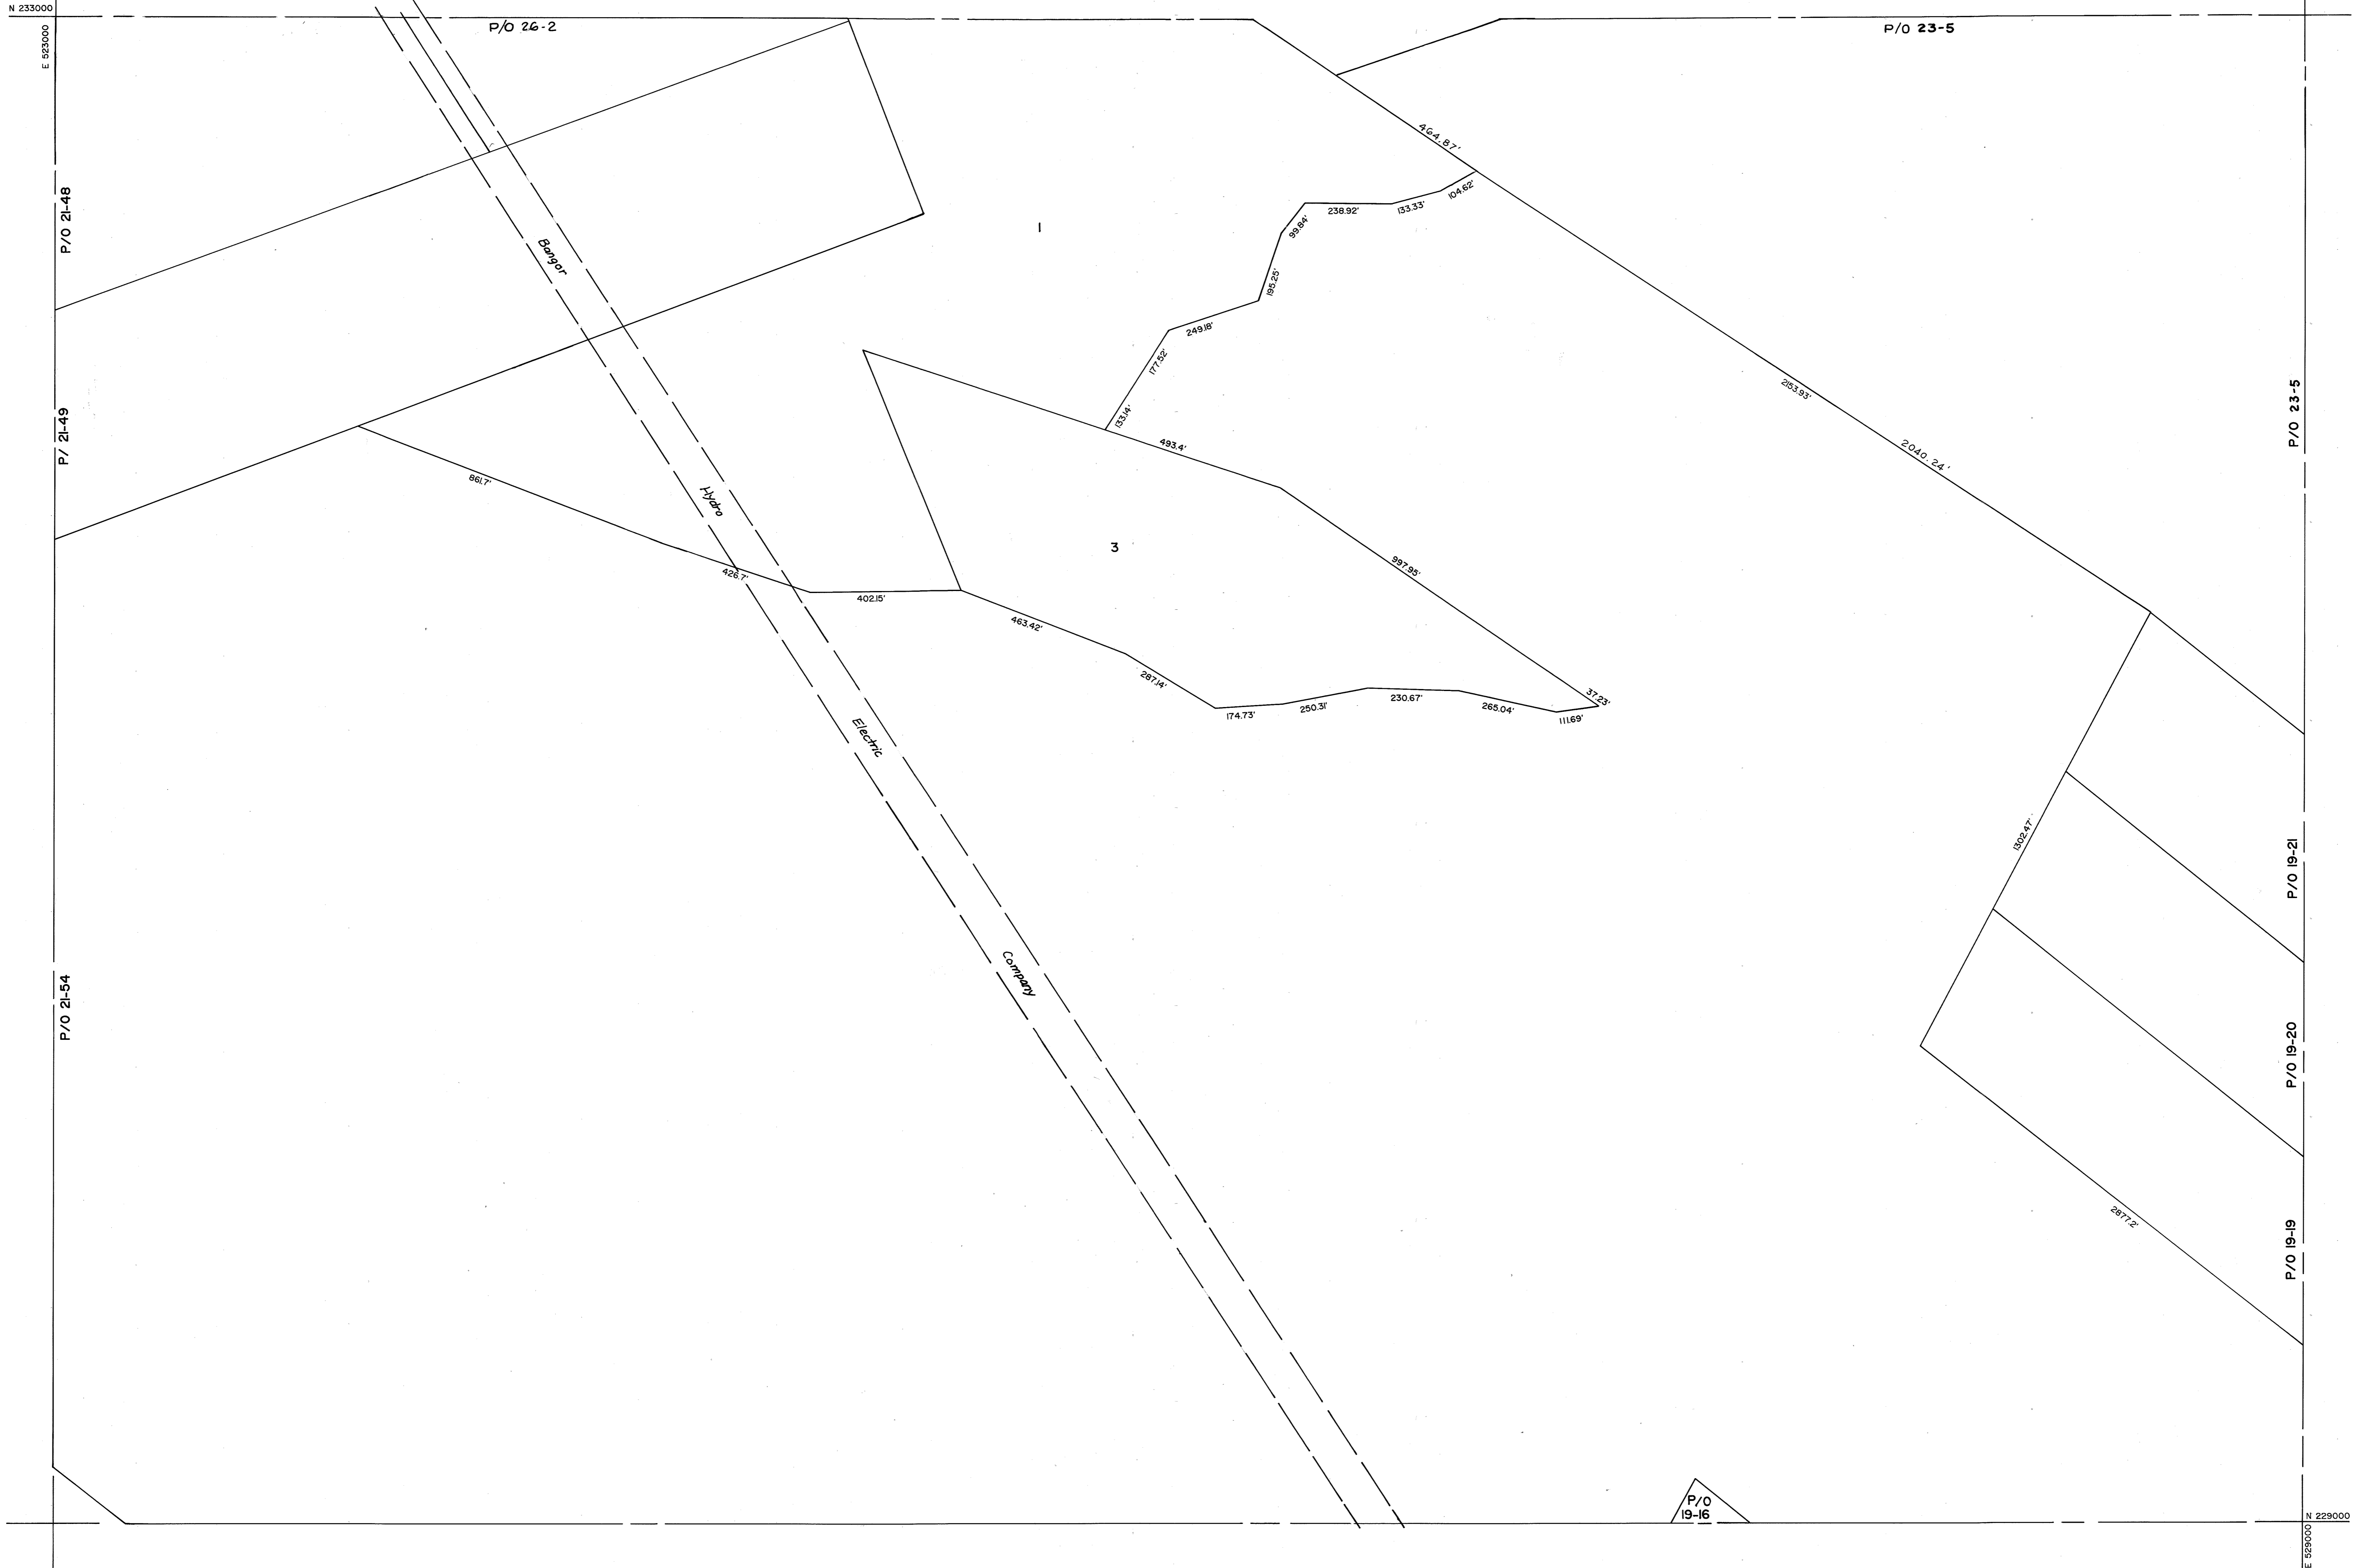 N 233000
E 523000
P/O 26-2
P/O 23-5
464.87'
104.62'
133.33'
238.92'
99.84'
195.25'
249.18'
177.52'
133.14'
P/O 21-48
Bangor
1
2153.93'
2040.24'
P/O 23-5
P/ 21-49
493.4'
861.7'
Hydro
3
997.95'
426.7'
402.15'
463.42'
287.14'
174.73'
250.31'
230.67'
265.04'
111.69'
37.23'
Electric
1302.47'
P/O 19-21
P/O 21-54
Company
P/O 19-20
2877.2'
P/O 19-19
P/O
19-16
N 229000
E 529000